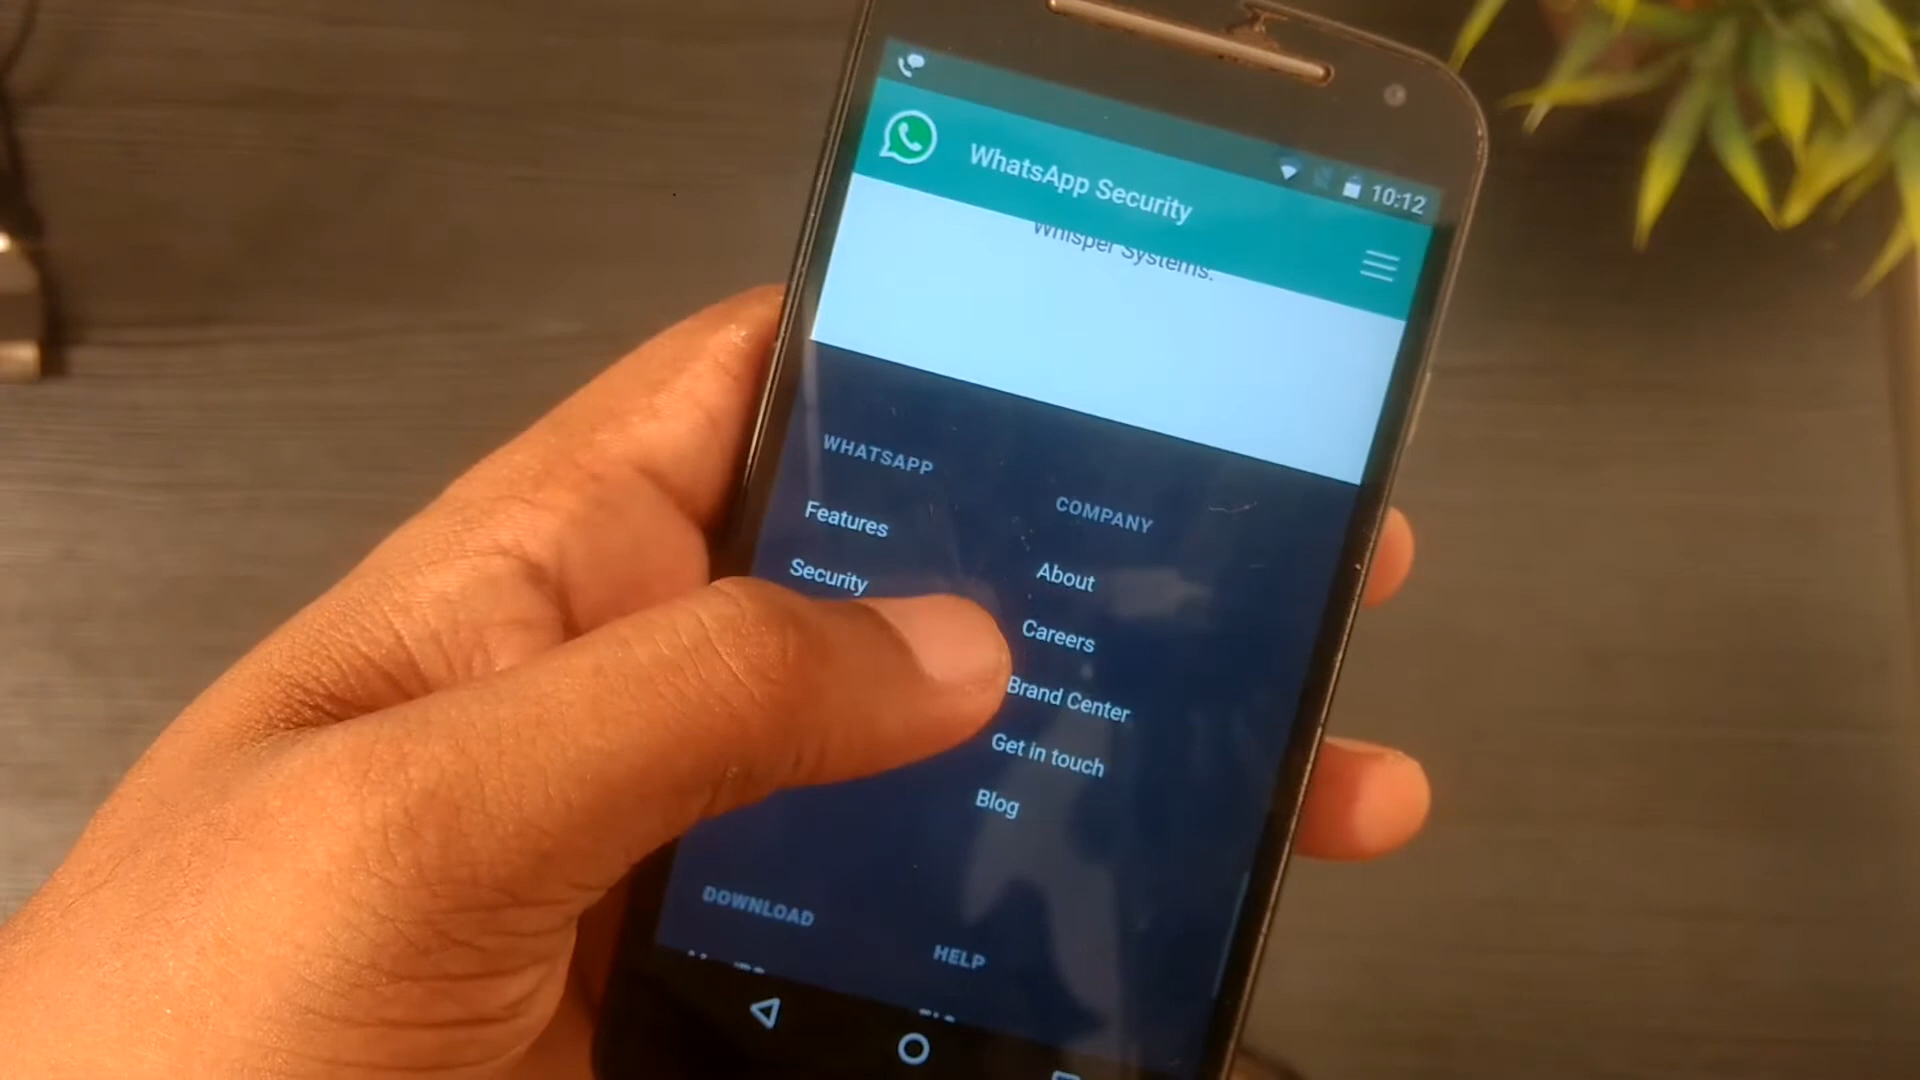 10:12
WhatsApp Security
Whisper Systems.
WHATSAPP
Features
Security
COMPANY
About
Careers
Brand Center
Get in touch
Blog
DOWNLOAD
HELP